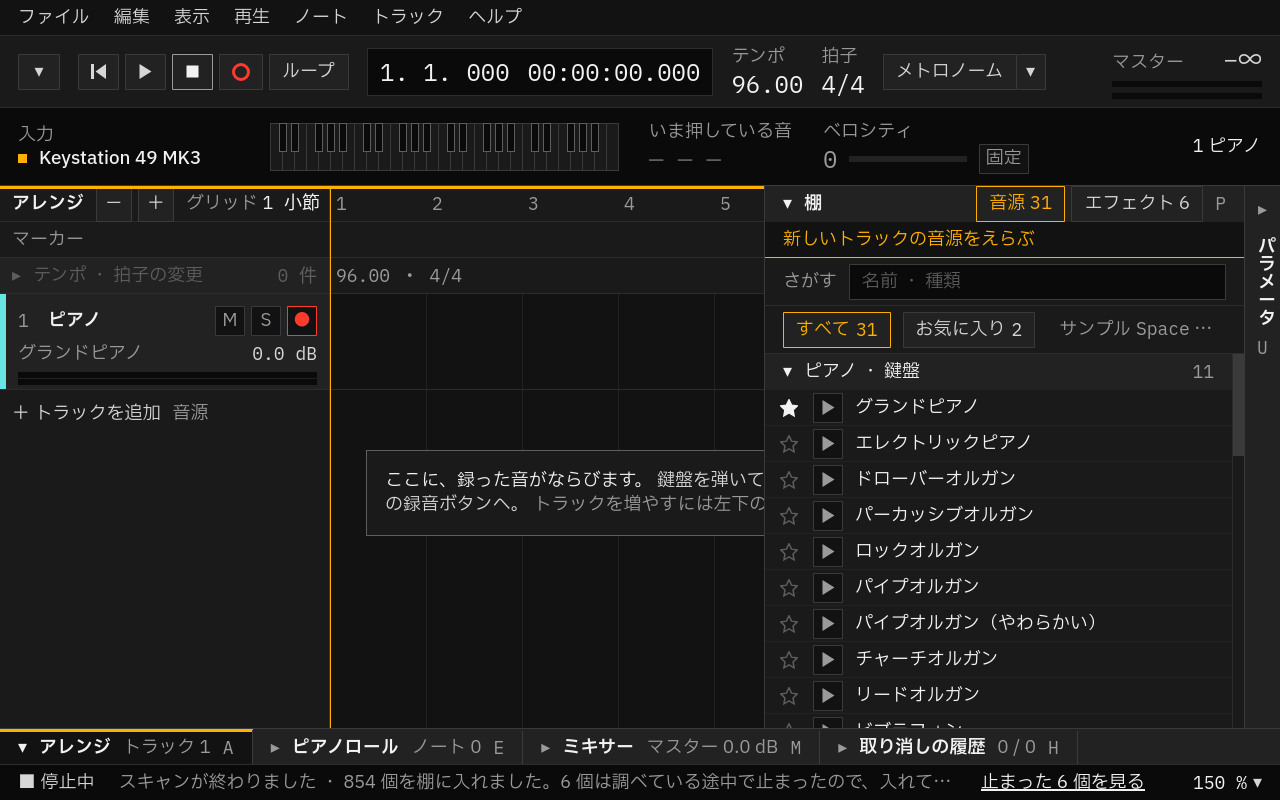 ファイル 編集 表示 再生 ノート トラック ヘルプ
▼ ループ 1. 1. 000 00:00:00.000 テンポ 96.00 拍子 4/4 メトロノーム ▼ マスター −∞
入力 いま押している音 ベロシティ
Keystation 49 MK3 — — — 0 固定 1 ピアノ
アレンジ − + グリッド 1 小節 1 2 3 4 5
マーカー
▶ テンポ · 拍子の変更 0 件 96.00 • 4/4
1 ピアノ M S
グランドピアノ 0.0 dB
+ トラックを追加 音源
ここに、録った音がならびます。 鍵盤を弾いて
の録音ボタンへ。 トラックを増やすには左下の
▼ 棚 音源 31 エフェクト 6 P
新しいトラックの音源をえらぶ
さがす 名前 · 種類
すべて 31 お気に入り 2 サンプル Space …
▼ ピアノ · 鍵盤 11
グランドピアノ
エレクトリックピアノ
ドローバーオルガン
パーカッシブオルガン
ロックオルガン
パイプオルガン
パイプオルガン（やわらかい）
チャーチオルガン
リードオルガン
▶ パラメータ U
▼ アレンジ トラック 1 A ▶ ピアノロール ノート 0 E ▶ ミキサー マスター 0.0 dB M ▶ 取り消しの履歴 0 / 0 H
停止中 スキャンが終わりました · 854 個を棚に入れました。6 個は調べている途中で止まったので、入れて… 止まった 6 個を見る 150 % ▼